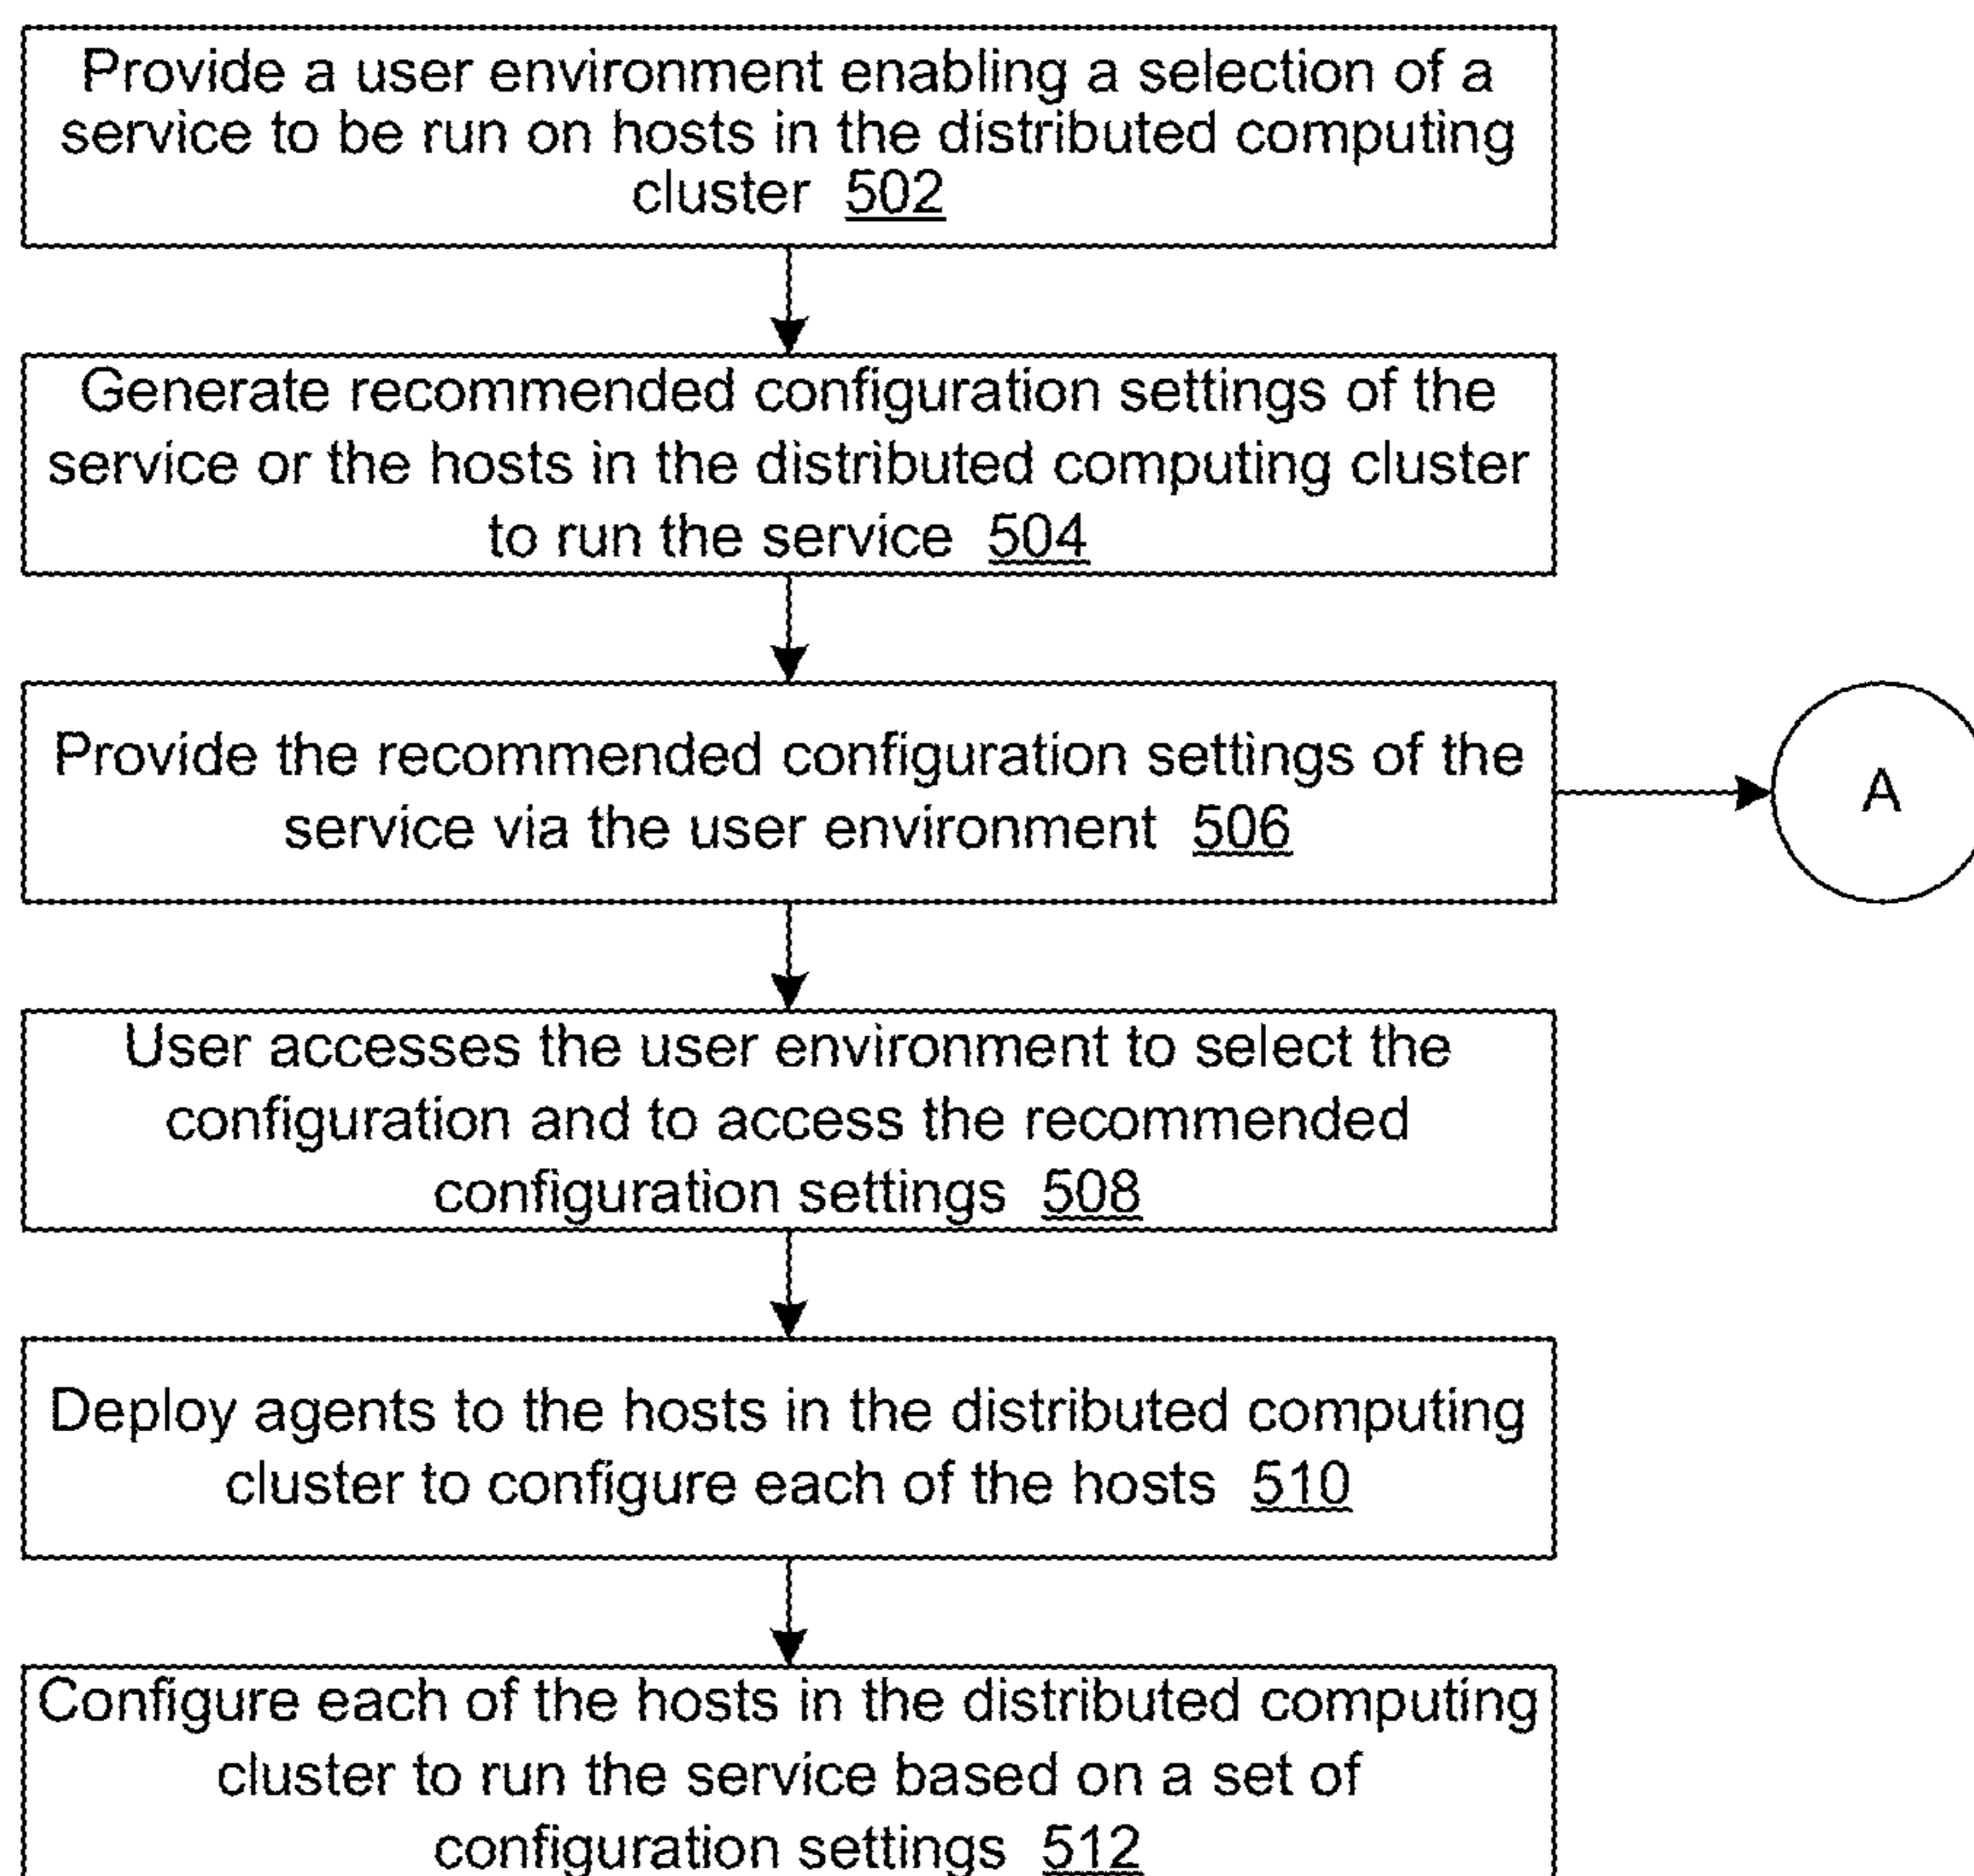 Provide a user environment enabling a selection of a
service to be run on hosts in the distributed computing
cluster 502
Generate recommended configuration settings of the
service or the hosts in the distributed computing cluster
to run the service 504
Provide the recommended configuration settings of the
service via the user environment 506
A
User accesses the user environment to select the
configuration and to access the recommended
configuration settings 508
Deploy agents to the hosts in the distributed computing
cluster to configure each of the hosts 510
Configure each of the hosts in the distributed computing
cluster to run the service based on a set of
configuration settings 512